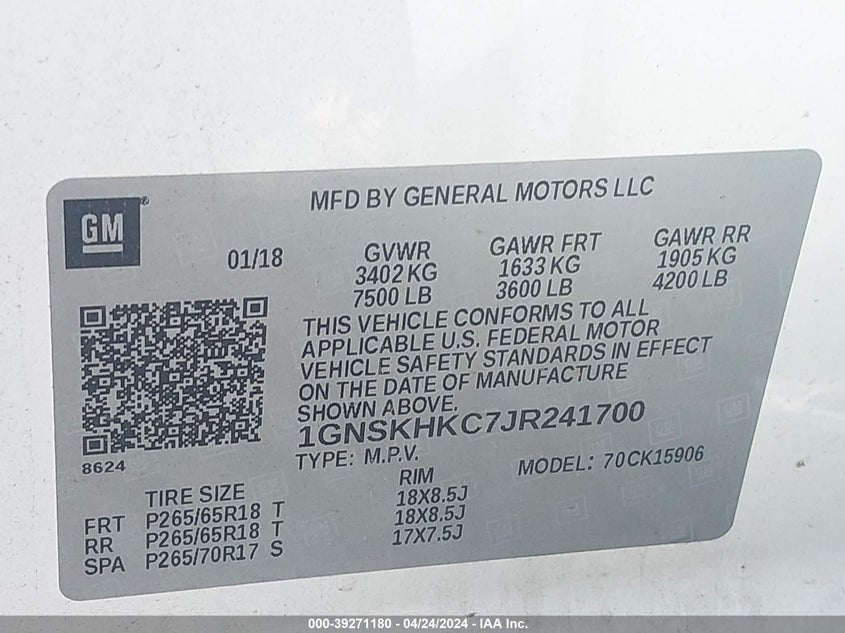 GM
®
MFD BY GENERAL MOTORS LLC
01/18
GVWR
3402 KG
7500 LB
GAWR FRT
1633 KG
3600 LB
GAWR RR
1905 KG
4200 LB
THIS VEHICLE CONFORMS TO ALL
APPLICABLE U.S. FEDERAL MOTOR
VEHICLE SAFETY STANDARDS IN EFFECT
ON THE DATE OF MANUFACTURE
SHOWN ABOVE.
1GNSKHKC7JR241700
8624
TYPE: M.P.V.
MODEL: 70CK15906
TIRE SIZE RIM
FRT P265/65R18 T 18X8.5J
RR P265/65R18 T 18X8.5J
SPA P265/70R17 S 17X7.5J
000-39271180 - 04/24/2024 - IAA Inc.